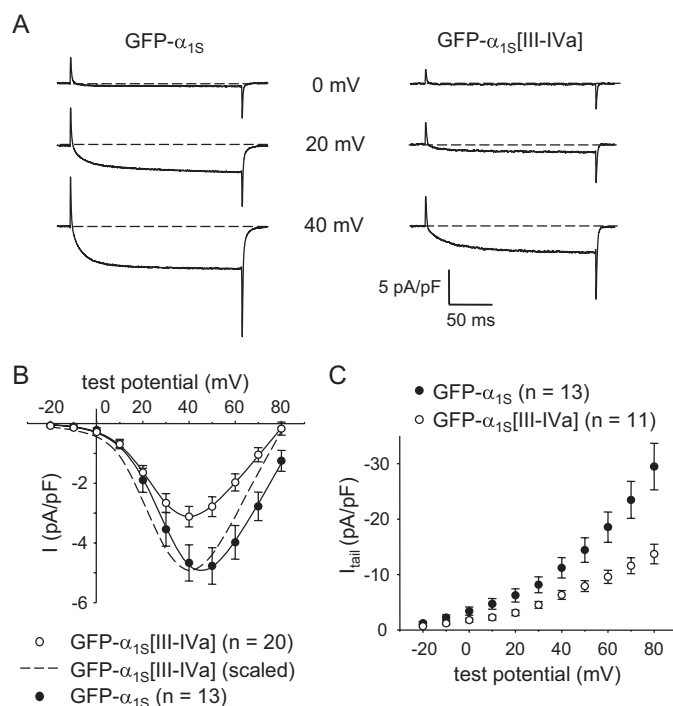 A
GFP-α1S
GFP-α1S[III-IVa]
0 mV
20 mV
40 mV
5 pA/pF
50 ms
B
test potential (mV)
-20 0 20 40 60 80
-2
-4
-6
I (pA/pF)
GFP-α1S[III-IVa] (n = 20)
GFP-α1S[III-IVa] (scaled)
GFP-α1S (n = 13)
C
GFP-α1S (n = 13)
GFP-α1S[III-IVa] (n = 11)
-30
-20
-10
0
Itail (pA/pF)
-20 0 20 40 60 80
test potential (mV)